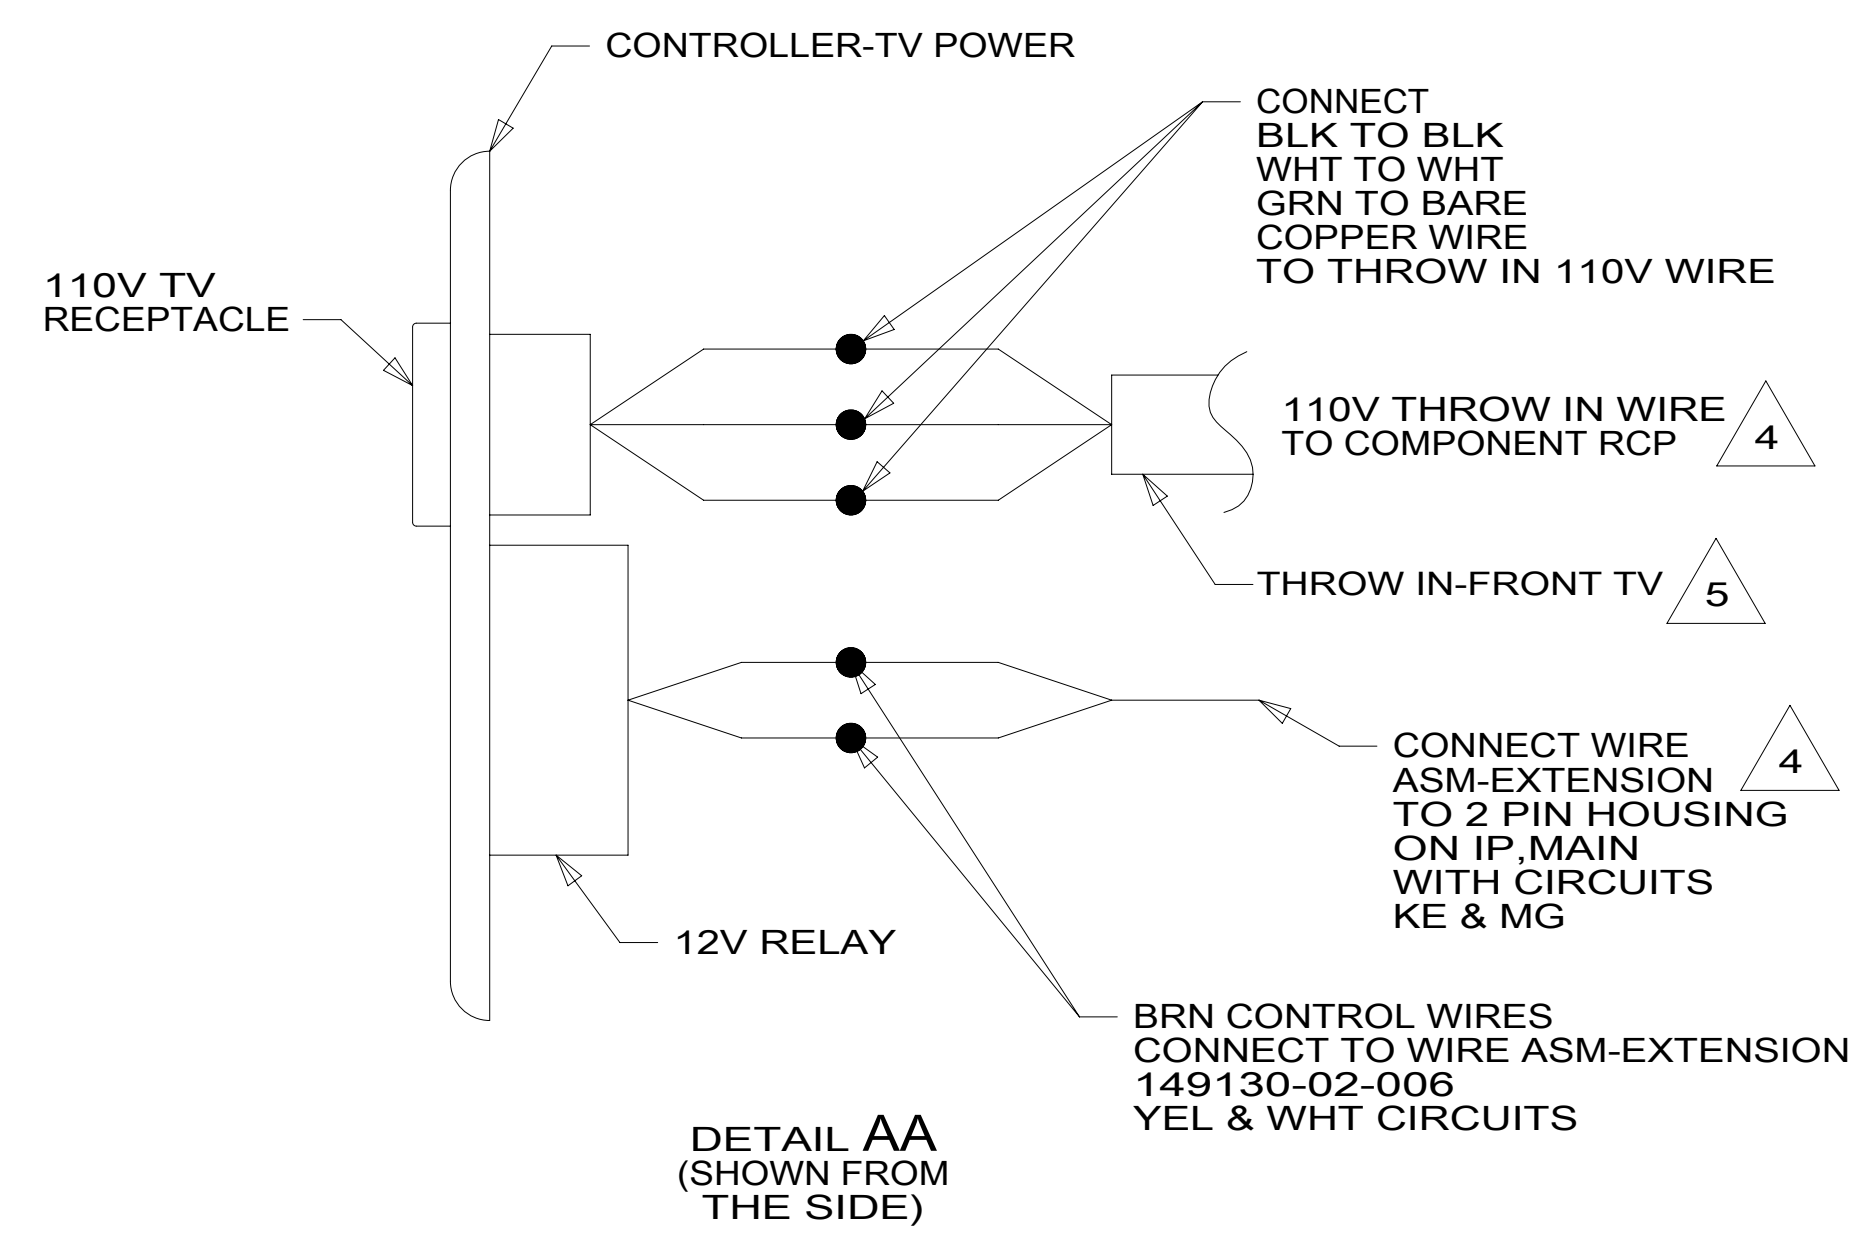 CONTROLLER-TV POWER
CONNECT
BLK TO BLK
WHT TO WHT
GRN TO BARE
COPPER WIRE
TO THROW IN 110V WIRE
110V TV
RECEPTACLE
110V THROW IN WIRE
TO COMPONENT RCP
4
THROW IN-FRONT TV
5
CONNECT WIRE
ASM-EXTENSION
TO 2 PIN HOUSING
ON IP,MAIN
WITH CIRCUITS
KE & MG
4
12V RELAY
BRN CONTROL WIRES
CONNECT TO WIRE ASM-EXTENSION
149130-02-006
YEL & WHT CIRCUITS
DETAIL AA
(SHOWN FROM
THE SIDE)